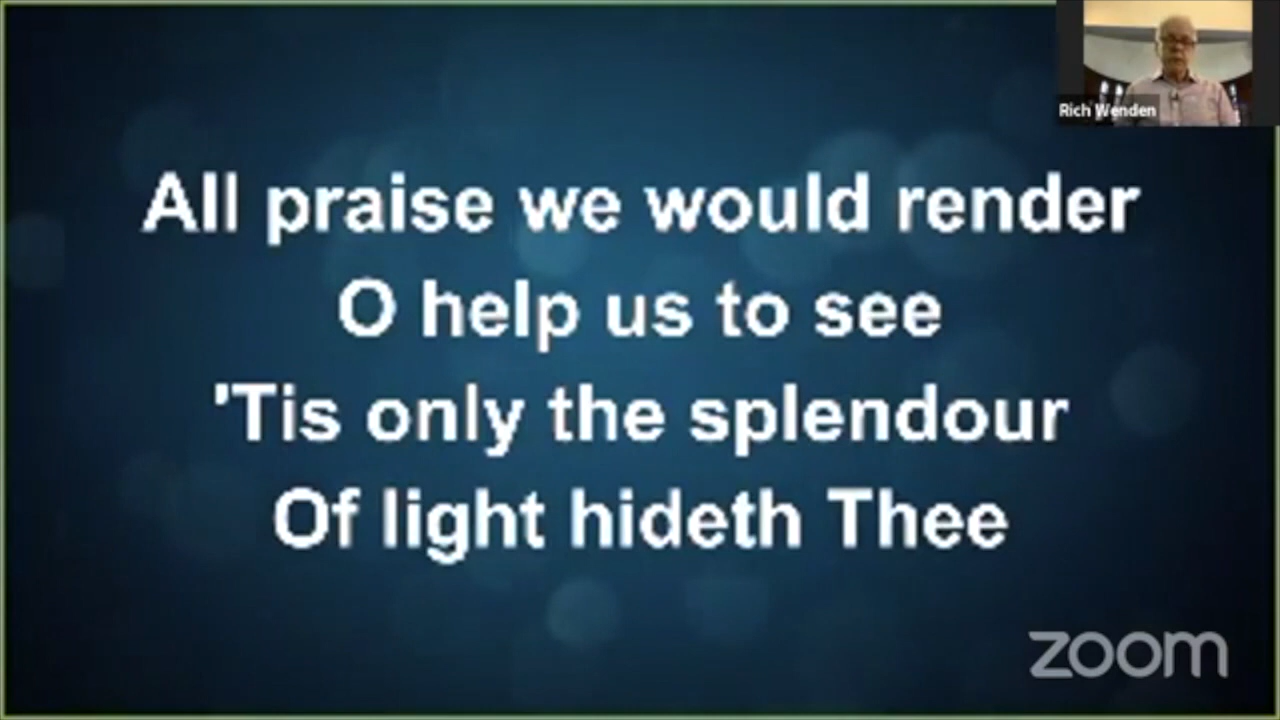 Rich Wenden
All praise we would render
O help us to see
'Tis only the splendour
Of light hideth Thee
zoom